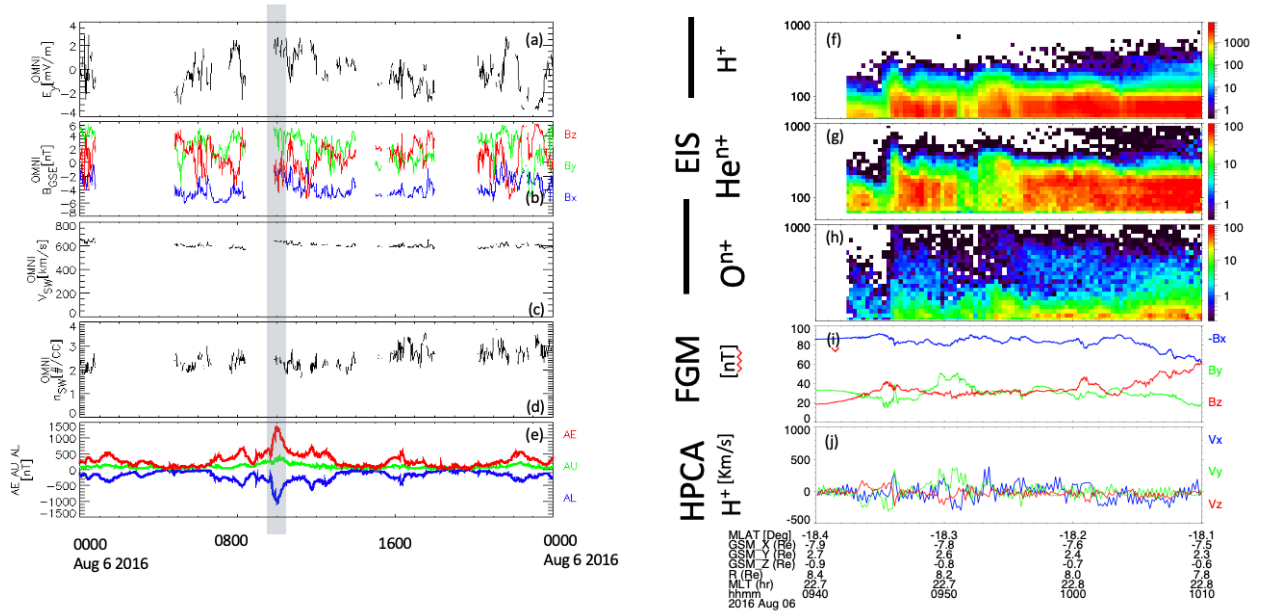 (a)
OMNI
E_y[mV/m]
4
2
0
-2
-4
(b)
OMNI
B_GSE[nT]
6
4
2
0
-2
-4
-6
-8
Bz
By
Bx
(c)
OMNI
V_SW[km/s]
800
600
400
200
0
(d)
OMNI
n_SW[#/CC]
4
3
2
1
0
(e)
AE AU AL
[nT]
1500
1000
500
0
-500
-1000
-1500
AE
AU
AL
0000
0800
1600
0000
Aug 6 2016
Aug 6 2016
EIS
H+
(f)
1000
100
1000
100
10
1
He^n+
(g)
1000
100
100
10
1
O^n+
(h)
1000
100
10
1
FGM
[nT]
(i)
100
80
60
40
20
0
-Bx
By
Bz
HPCA
H+ [Km/s]
(j)
1000
500
0
-500
Vx
Vy
Vz
MLAT [Deg] -18.4 -18.3 -18.2 -18.1
GSM_X (Re) -7.9 -7.8 -7.6 -7.5
GSM_Y (Re) 2.7 2.6 2.4 2.3
GSM_Z (Re) -0.9 -0.8 -0.7 -0.6
R (Re) 8.4 8.2 8.0 7.8
MLT (hr) 22.7 22.7 22.8 22.8
hhmm 0940 0950 1000 1010
2016 Aug 06